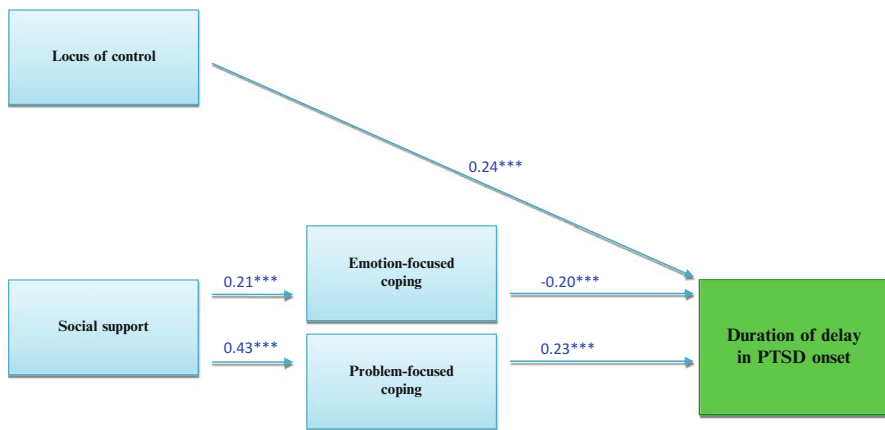 Locus of control
0.24***
Emotion-focused
coping
0.21***
-0.20***
Social support
Duration of delay
in PTSD onset
0.43***
0.23***
Problem-focused
coping